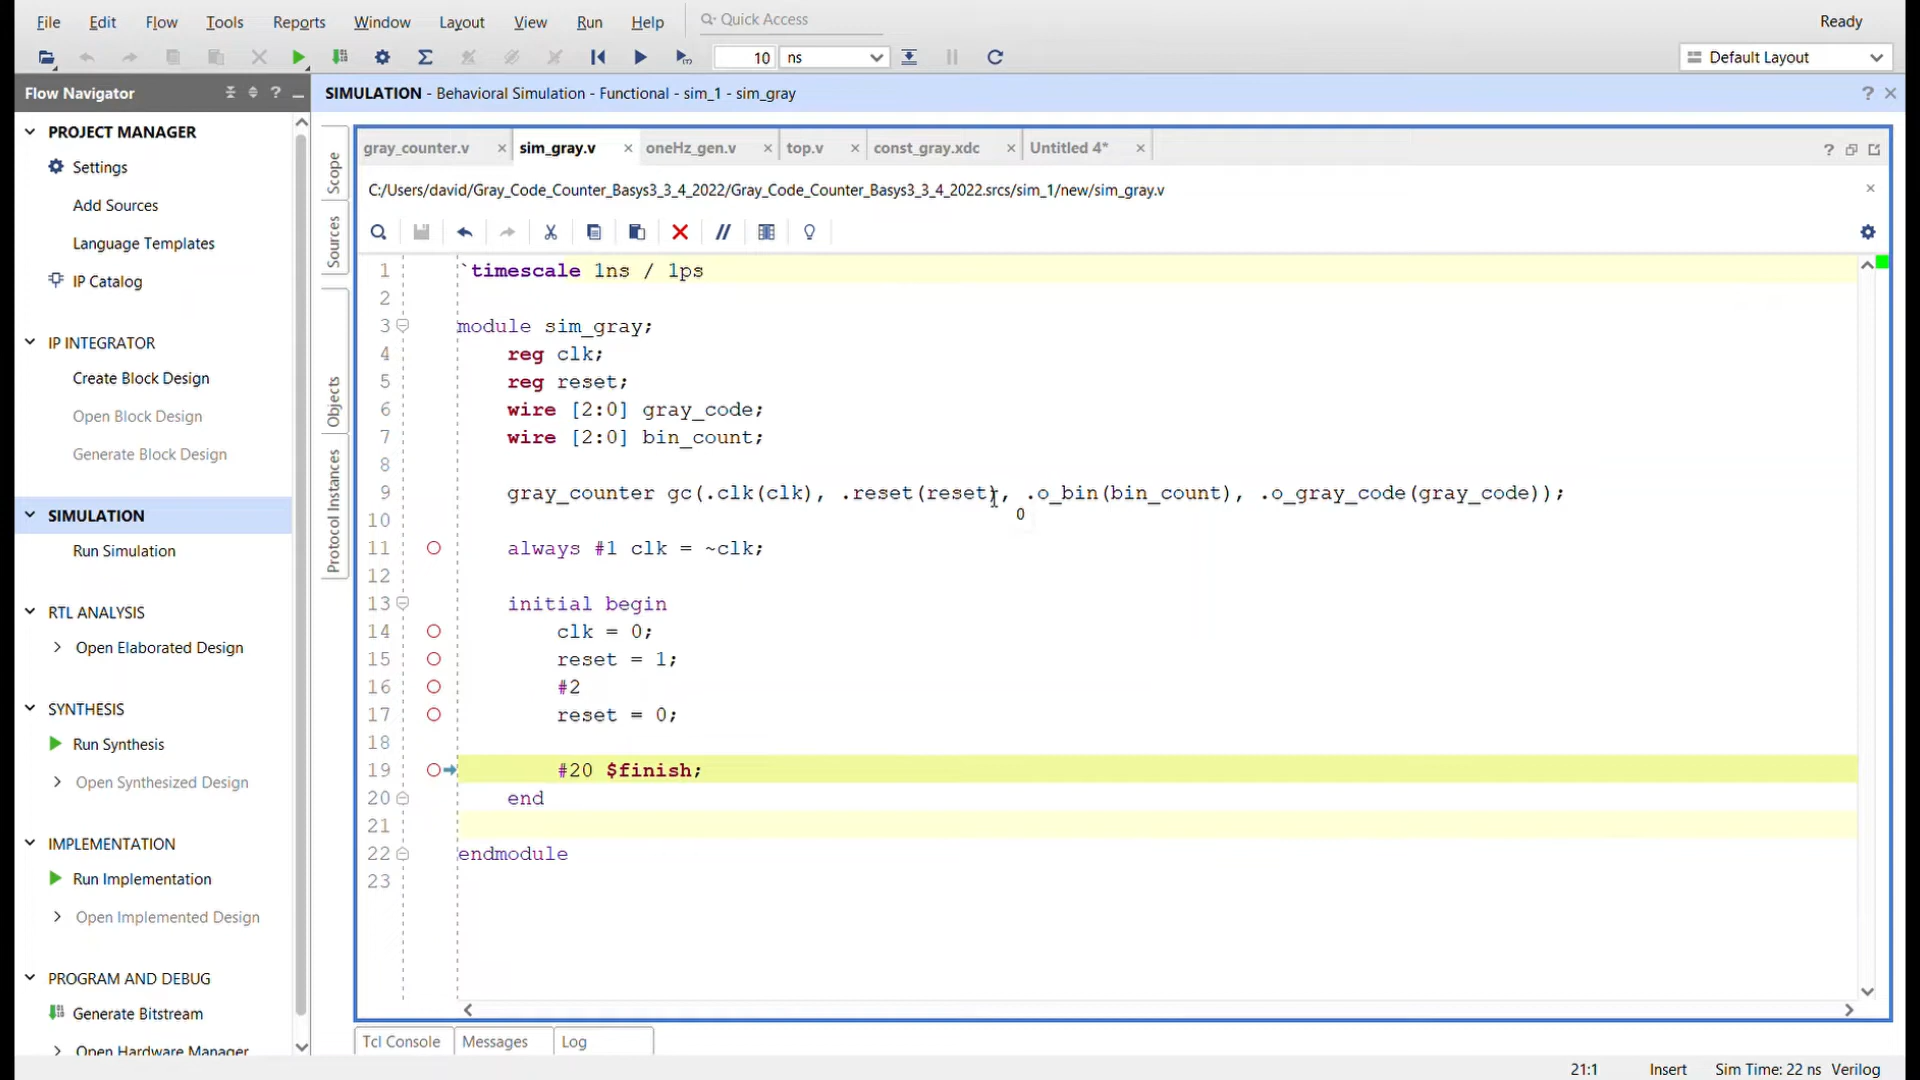 File Edit Flow Tools Reports Window Layout View Run Help Quick Access Ready
10 ns Default Layout
Flow Navigator ?
SIMULATION - Behavioral Simulation - Functional - sim_1 - sim_gray ?
PROJECT MANAGER
Settings
Add Sources
Language Templates
IP Catalog
IP INTEGRATOR
Create Block Design
Open Block Design
Generate Block Design
SIMULATION
Run Simulation
RTL ANALYSIS
Open Elaborated Design
SYNTHESIS
Run Synthesis
Open Synthesized Design
IMPLEMENTATION
Run Implementation
Open Implemented Design
PROGRAM AND DEBUG
Generate Bitstream
Open Hardware Manager
Scope
Sources
Objects
Protocol Instances
gray_counter.v sim_gray.v oneHz_gen.v top.v const_gray.xdc Untitled 4* ?
C:/Users/david/Gray_Code_Counter_Basys3_3_4_2022/Gray_Code_Counter_Basys3_3_4_2022.srcs/sim_1/new/sim_gray.v
1 `timescale 1ns / 1ps
2
3 module sim_gray;
4 reg clk;
5 reg reset;
6 wire [2:0] gray_code;
7 wire [2:0] bin_count;
8
9 gray_counter gc(.clk(clk), .reset(reset), .o_bin(bin_count), .o_gray_code(gray_code));
0
10
11 always #1 clk = ~clk;
12
13 initial begin
14 clk = 0;
15 reset = 1;
16 #2
17 reset = 0;
18
19 #20 $finish;
20 end
21
22 endmodule
23
Tcl Console Messages Log
21:1 Insert Sim Time: 22 ns Verilog